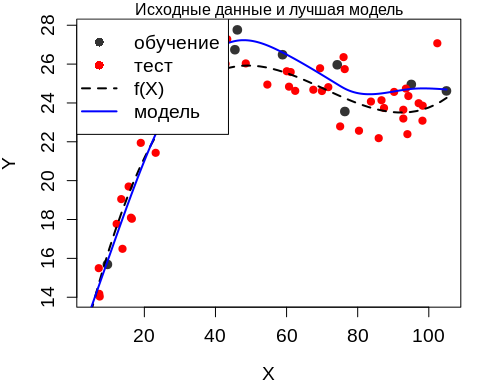 Исходные данные и лучшая модель
обучение
тест
f(X)
модель
Y
14 16 18 20 22 24 26 28
20 40 60 80 100
X